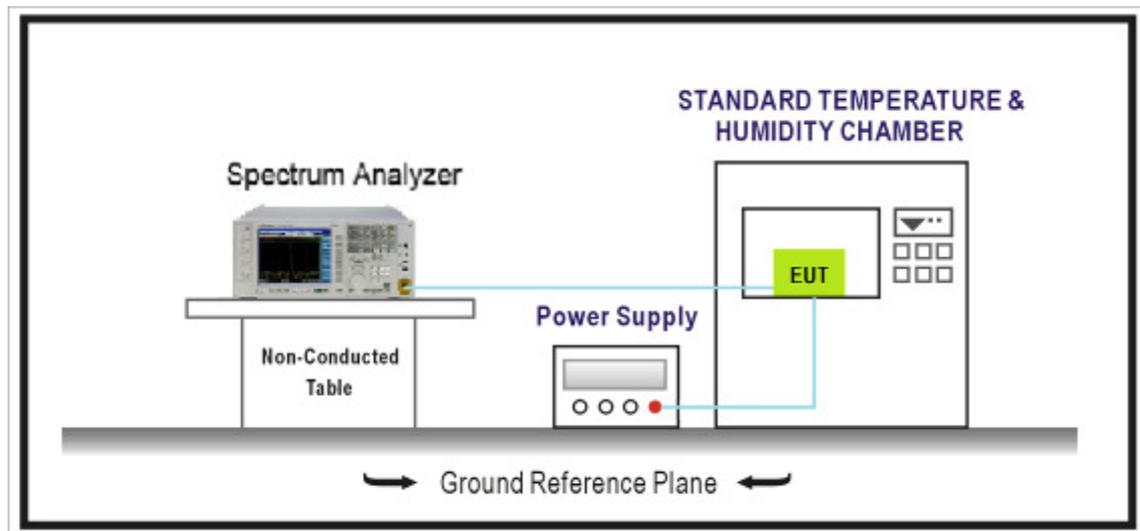 STANDARD TEMPERATURE &
HUMIDITY CHAMBER
Spectrum Analyzer
EUT
Power Supply
Non-Conducted
Table
Ground Reference Plane